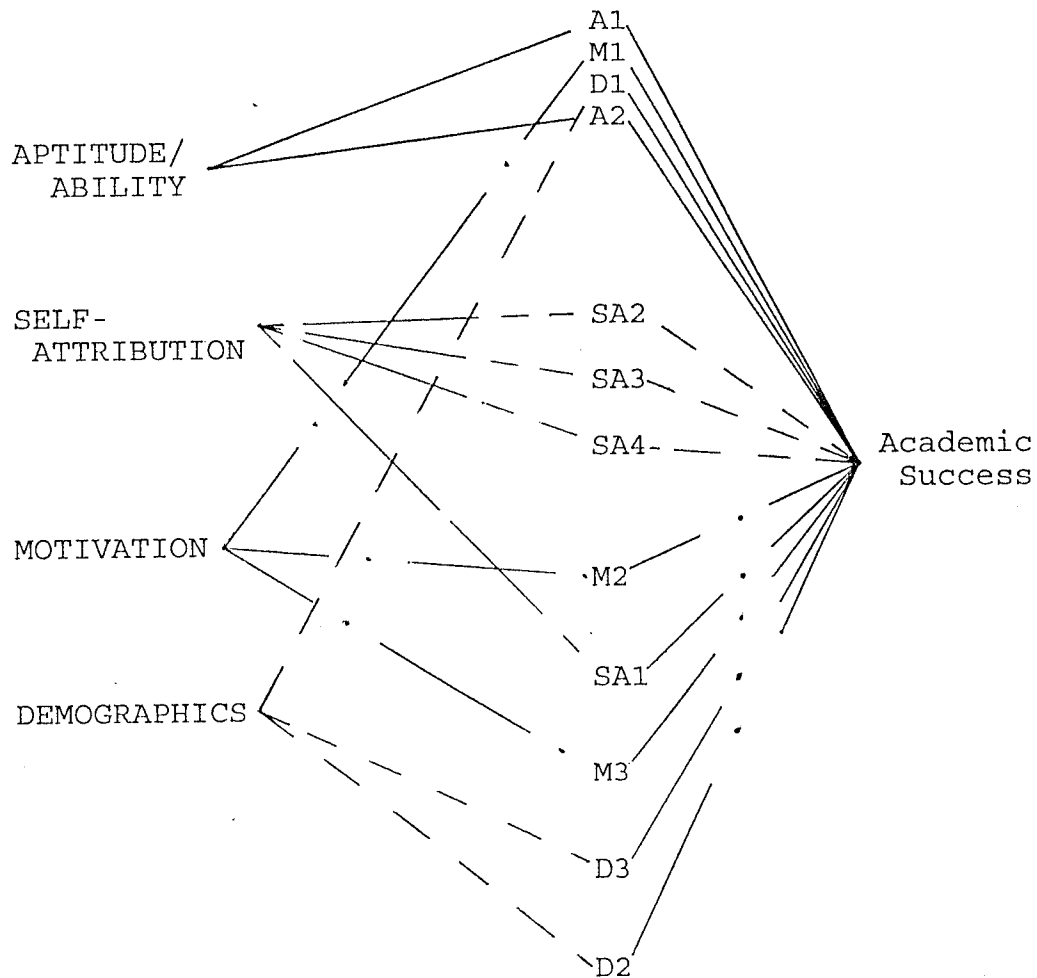 A1
M1
D1
A2
APTITUDE/
ABILITY
SELF-
ATTRIBUTION
SA2
SA3
SA4
Academic
Success
MOTIVATION
M2
SA1
DEMOGRAPHICS
M3
D3
D2